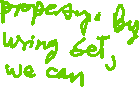 property. By
using set,
we can